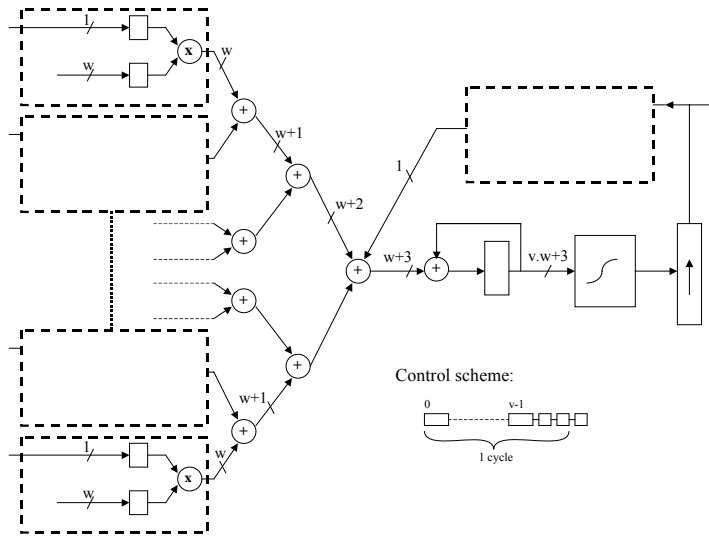 1
x
w
w
+
w+1
1
+
w+2
+
+
w+3
+
v.w+3
+
+
w+1
Control scheme:
0
v-1
+
1 cycle
1
w
x
w